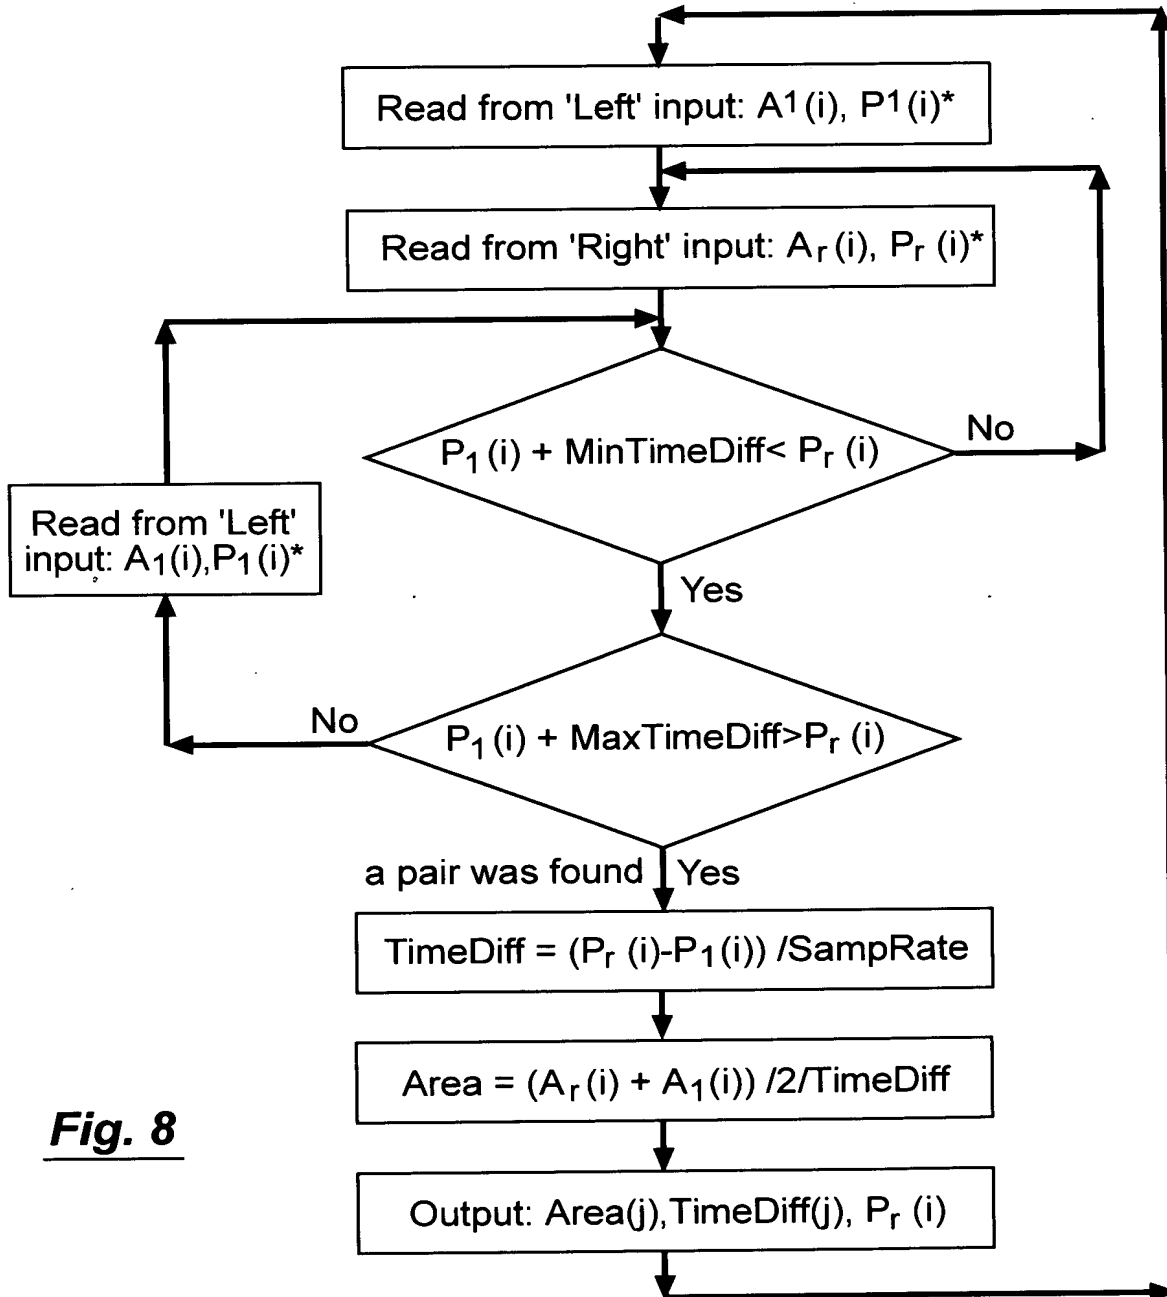 Read from 'Left' input: A¹(i), P¹(i)*
Read from 'Right' input: Aᵣ(i), Pᵣ (i)*
P₁(i) + MinTimeDiff< Pᵣ (i)
No
Read from 'Left'
input: A₁(i),P₁(i)*
Yes
No
P₁(i) + MaxTimeDiff>Pᵣ (i)
a pair was found Yes
TimeDiff = (Pᵣ (i)-P₁(i)) /SampRate
Area = (Aᵣ(i) + A₁(i)) /2/TimeDiff
Fig. 8
Output: Area(j),TimeDiff(j), Pᵣ (i)